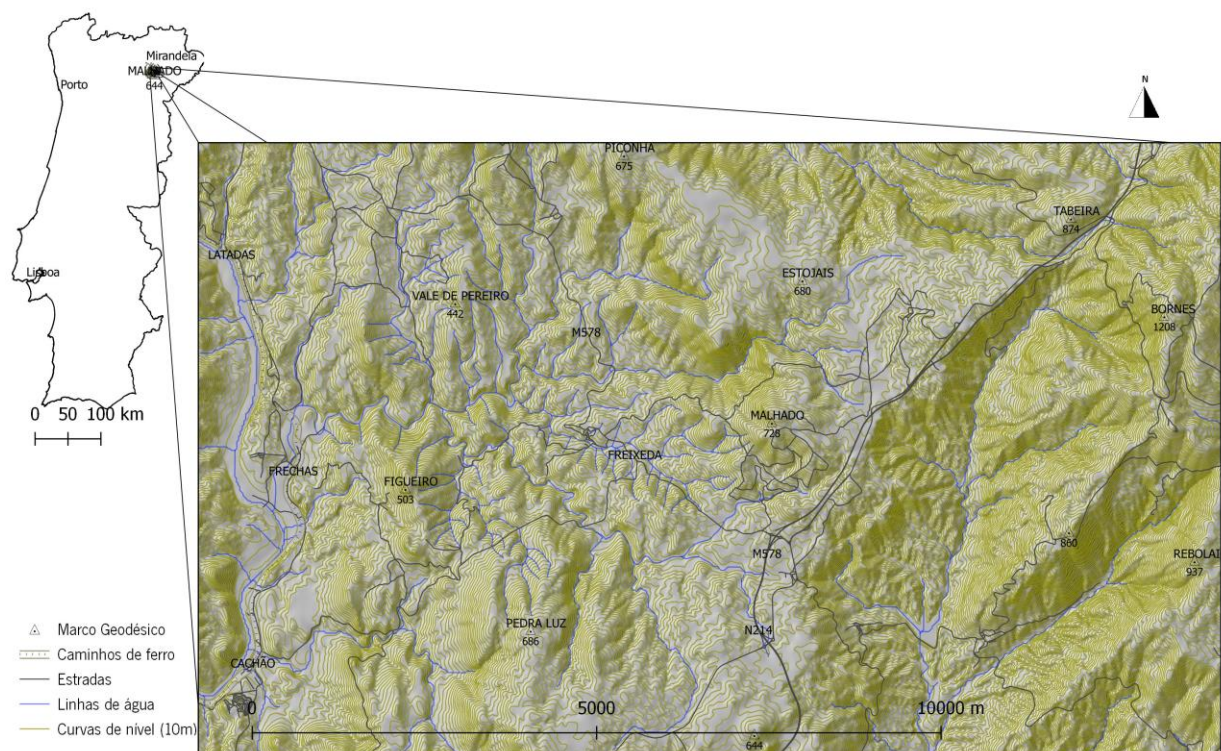 Mirandela
MALHADO
644
Porto
Lisboa
0 50 100 km
N
PICONHA
675
TABEIRA
874
LATADAS
ESTOJAIS
680
VALE DE PEREIRO
442
BORNES
1208
M578
MALHADO
728
FREIXEDA
FRECHAS
FIGUEIRO
503
M578
860
REBOLAI
937
PEDRA LUZ
686
N214
CACHÃO
0 5000 10000 m
644
Marco Geodésico
Caminhos de ferro
Estradas
Linhas de água
Curvas de nível (10m)